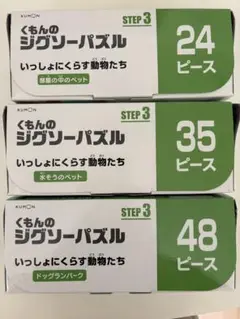 KUMON
くもんの
STEP 3
ジグソーパズル
24
ピース
いっしょにくらす動物たち
部屋の中のペット
KUMON
くもんの
STEP 3
ジグソーパズル
35
ピース
いっしょにくらす動物たち
水そうのペット
KUMON
くもんの
STEP 3
ジグソーパズル
48
ピース
いっしょにくらす動物たち
ドッグランパーク